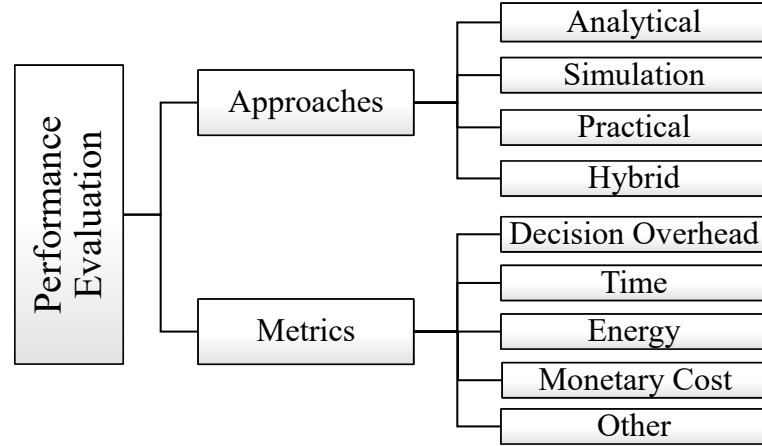 Performance
Evaluation
Approaches
Analytical
Simulation
Practical
Hybrid
Metrics
Decision Overhead
Time
Energy
Monetary Cost
Other